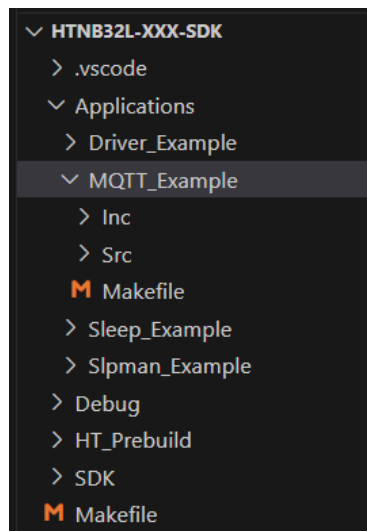 HTNB32L-XXX-SDK
.vscode
Applications
Driver_Example
MQTT_Example
Inc
Src
M Makefile
Sleep_Example
Slpman_Example
Debug
HT_Prebuild
SDK
M Makefile